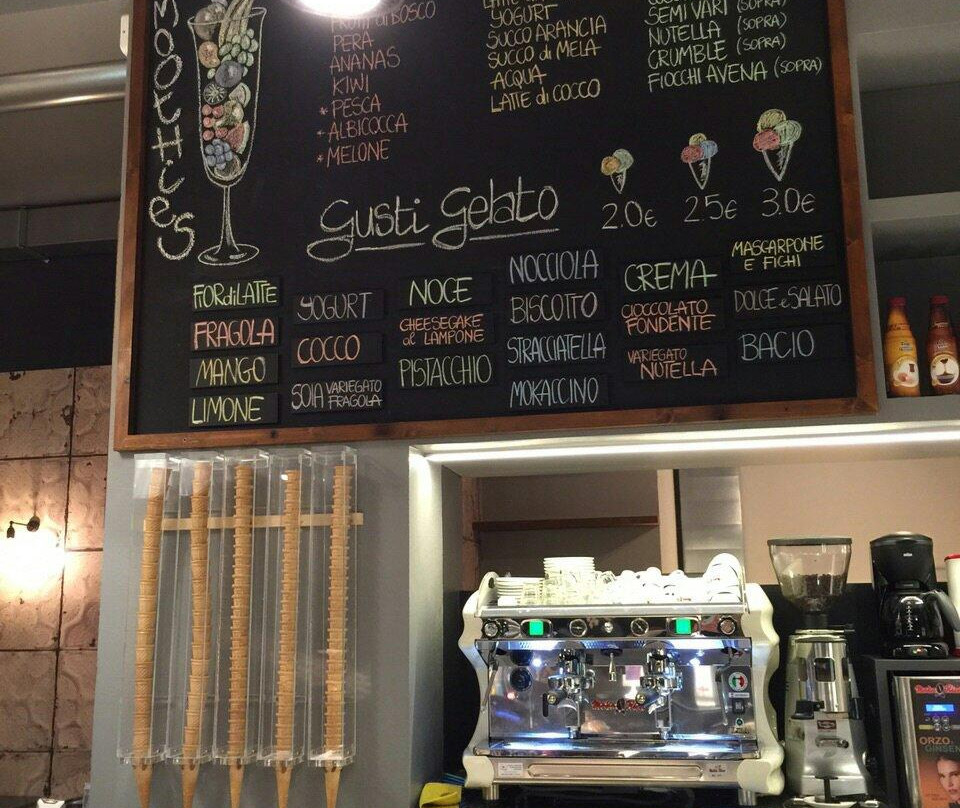 MOOTHIES
FRUTTI di BOSCO
PERA
ANANAS
KIWI
* PESCA
* ALBICOCCA
* MELONE
YOGURT
SUCCO ARANCIA
SUCCO di MELA
ACQUA
LATTE di COCCO
SEMI VARI (SOPRA)
NUTELLA (SOPRA)
CRUMBLE (SOPRA)
FIOCCHI AVENA (SOPRA)
Gusti Gelato
2.0€ 2.5€ 3.0€
FIORdiLATTE
FRAGOLA
MANGO
LIMONE
YOGURT
COCCO
SOIA VARIEGATO
FRAGOLA
NOCE
CHEESECAKE
al LAMPONE
PISTACCHIO
NOCCIOLA
BISCOTTO
STRACCIATELLA
MOKACCINO
CREMA
CIOCCOLATO
FONDENTE
VARIEGATO
NUTELLA
MASCARPONE
E FICHI
DOLCE e SALATO
BACIO
ORZO
GINSEN